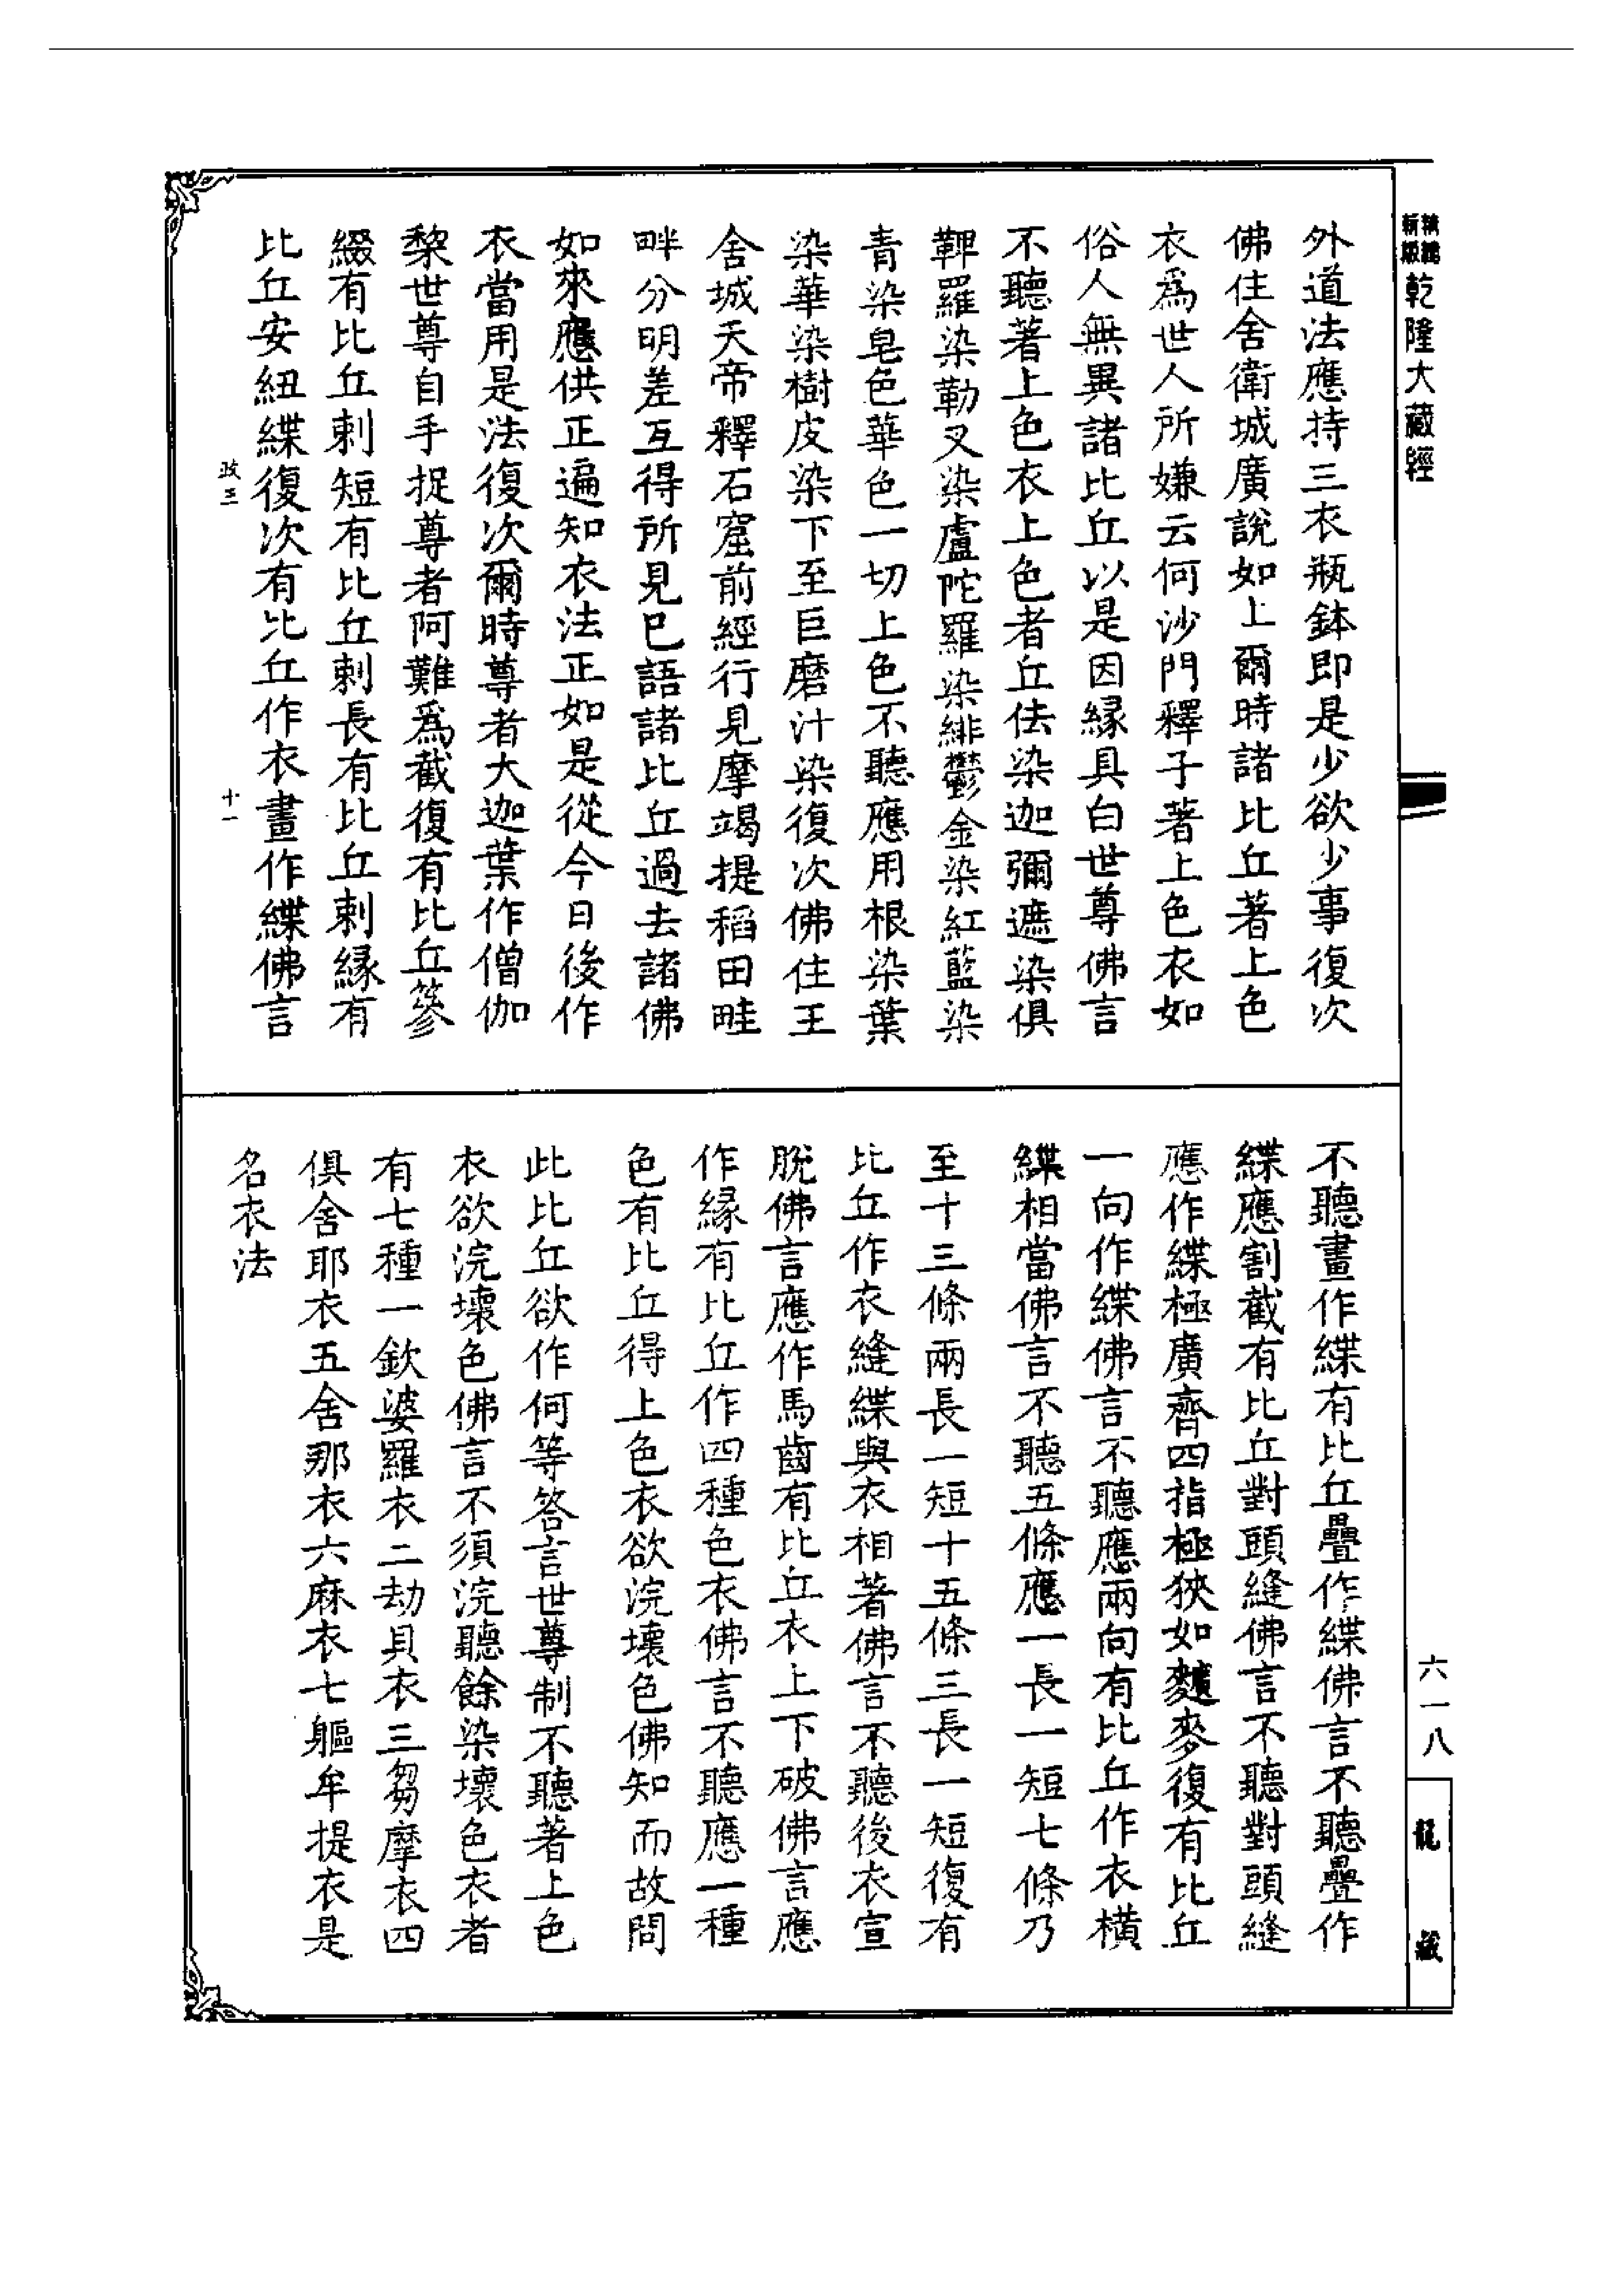 新編
縮版
乾隆大藏經
外道法應持三衣瓶鉢即是少欲少事復次
佛住舍衛城廣說如上爾時諸比丘著上色
衣爲世人所嫌云何沙門釋子著上色衣如
俗人無異諸比丘以是因縁具白世尊佛言
不聽著上色衣上色者丘佉染迦彌遮染俱
鞞羅染勒叉染盧陀羅染緋鬱金染紅藍染
青染皂色華色一切上色不聽應用根染葉
染華染樹皮染下至巨磨汁染復次佛住王
舍城天帝釋石窟前經行見摩竭提稻田畦
畔分明差互得所見已語諸比丘過去諸佛
如來應供正遍知衣法正如是從今日後作
衣當用是法復次爾時尊者大迦葉作僧伽
棃世尊自手捉尊者阿難爲截復有比丘篸
綴有比丘剌短有比丘剌長有比丘剌縁有
比丘安紐緤復次有比丘作衣畫作緤佛言
政三
十一
不聽畫作緤有比丘疊作緤佛言不聽疊作
緤應割截有比丘對頭縫佛言不聽對頭縫
應作緤極廣齊四指極狹如䵃麥復有比丘
一向作緤佛言不聽應兩向有比丘作衣橫
緤相當佛言不聽五條應一長一短七條乃
至十三條兩長一短十五條三長一短復有
比丘作衣縫緤與衣相著佛言不聽後衣宣
脫佛言應作馬齒有比丘衣上下破佛言應
作縁有比丘作四種色衣佛言不聽應一種
色有比丘得上色衣欲浣壞色佛知而故問
此比丘欲作何等答言世尊制不聽著上色
衣欲浣壞色佛言不須浣聽餘染壞色衣者
有七種一欽婆羅衣二劫貝衣三芻摩衣四
俱舍耶衣五舍那衣六麻衣七軀牟提衣是
名衣法
六一八
龍藏